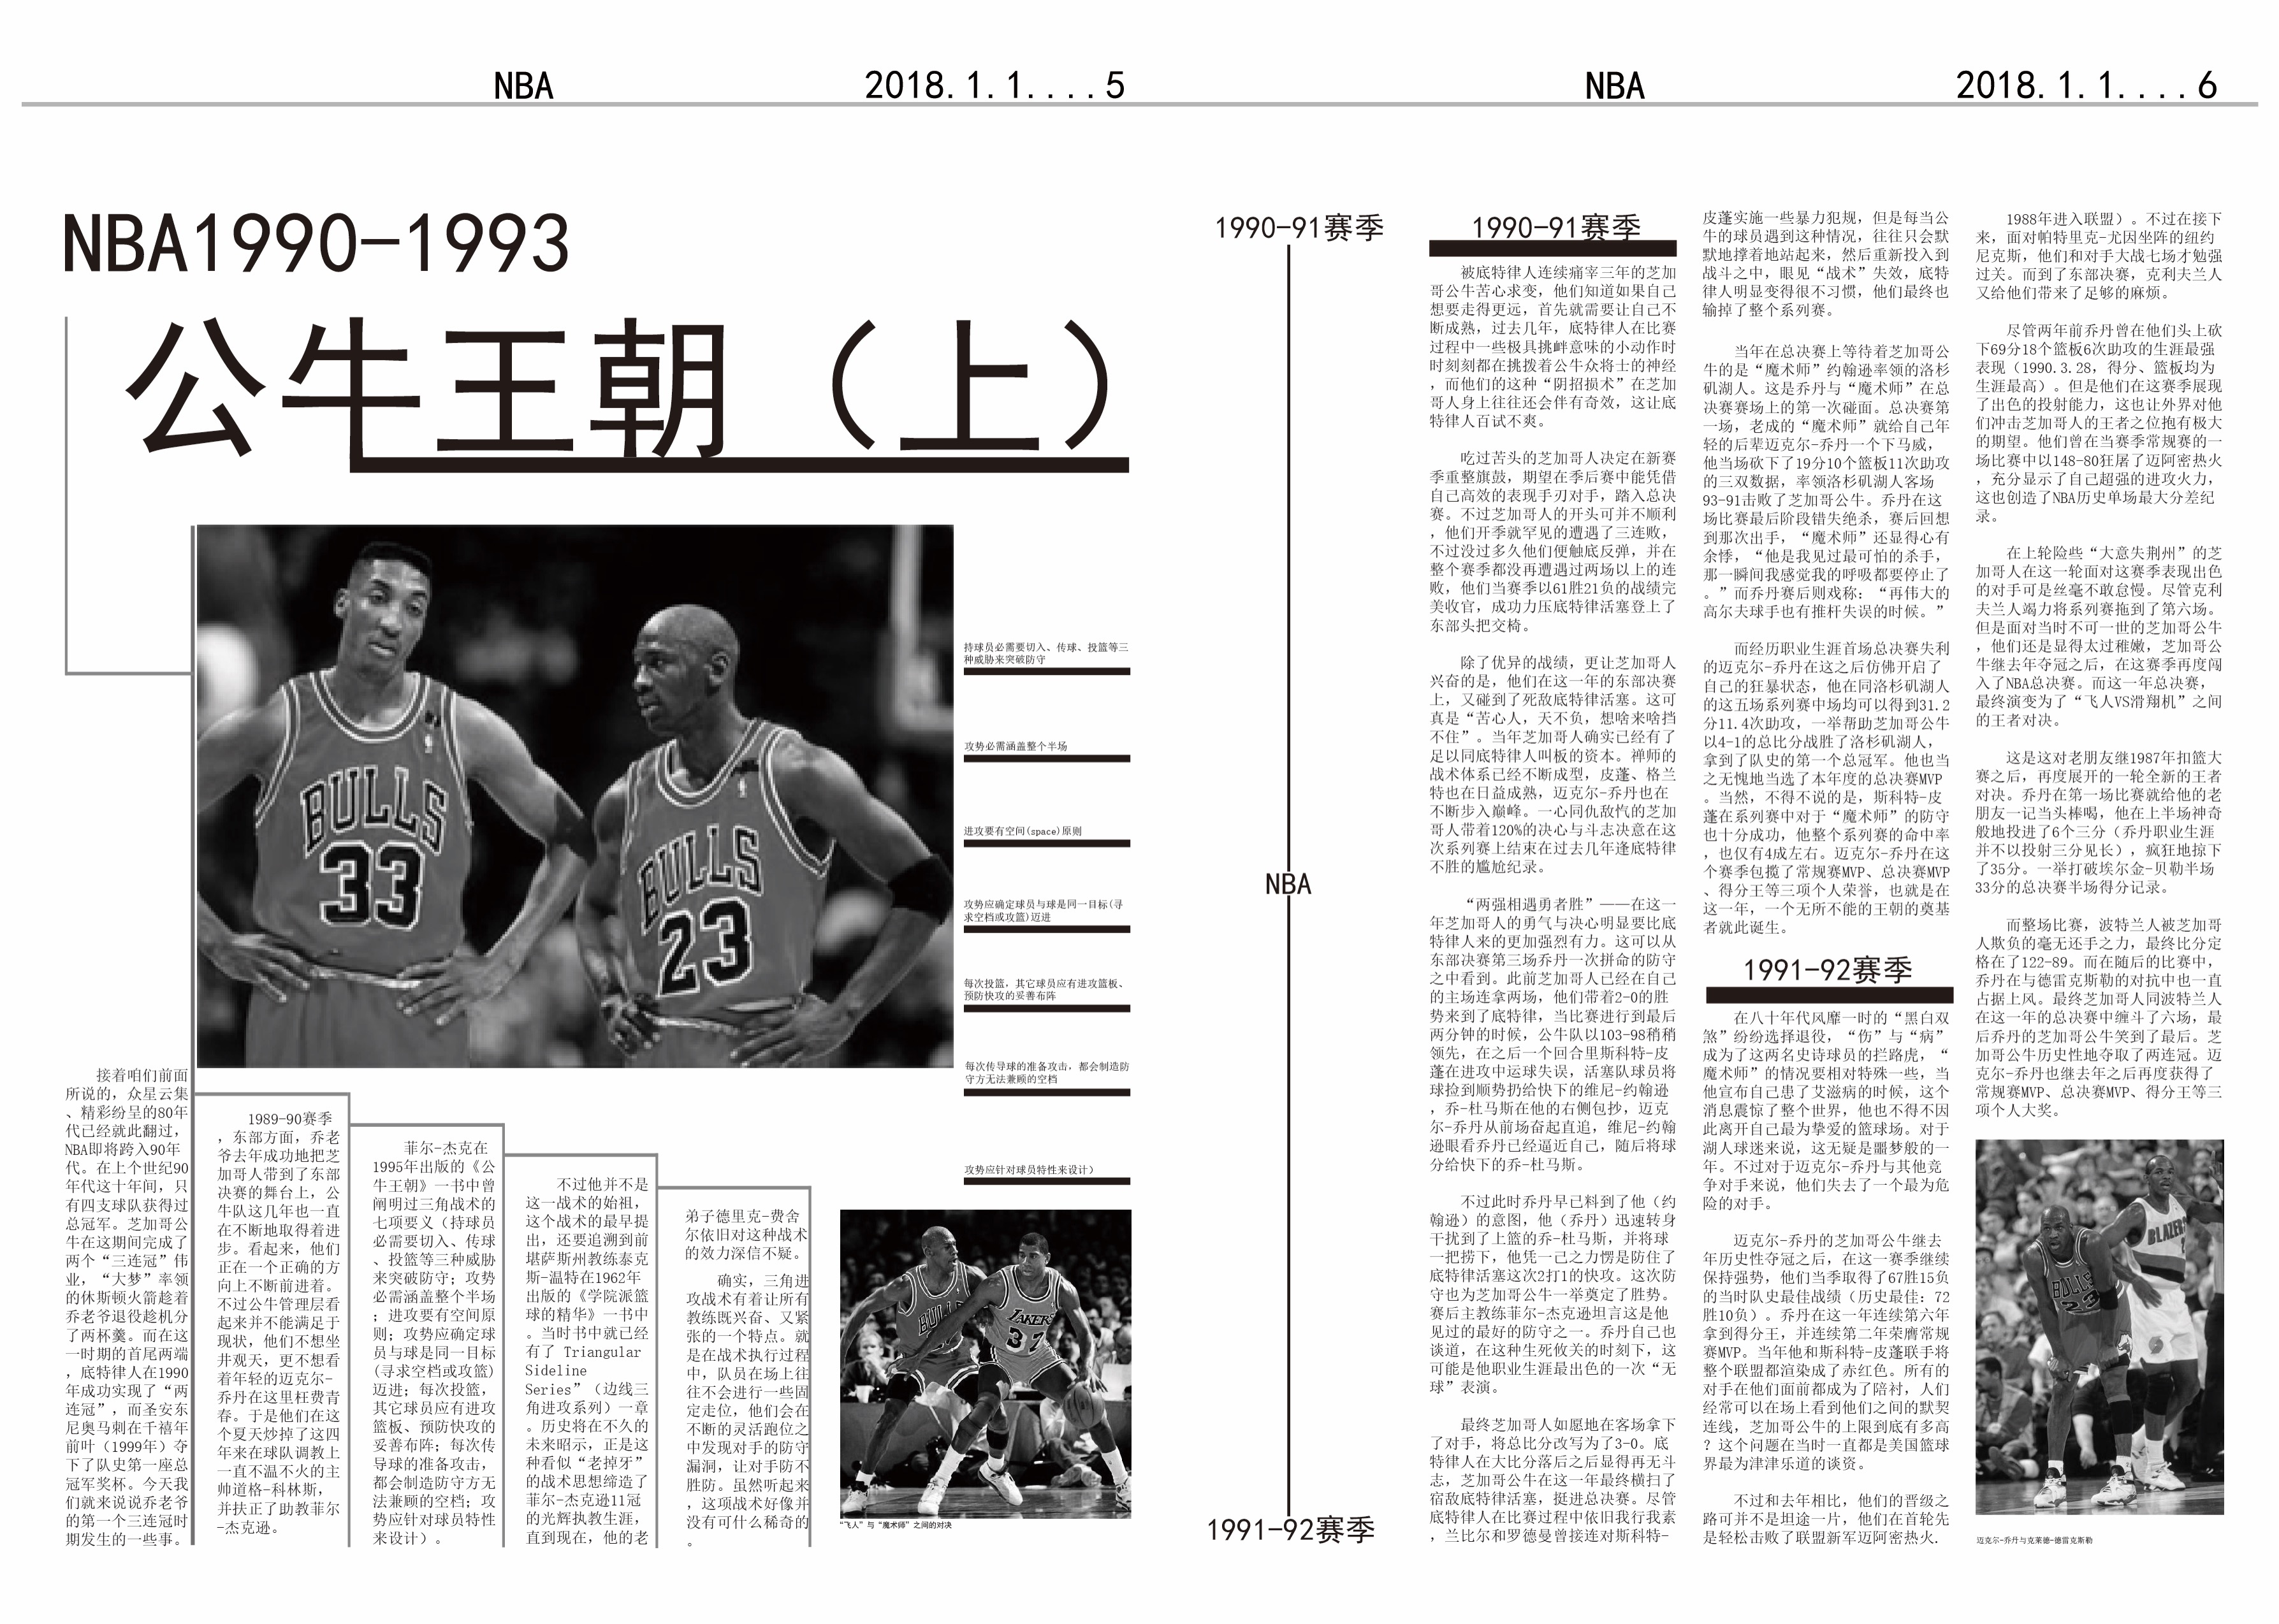 NBA
2018.1.1....5
NBA
2018.1.1....6
NBA1990-1993
公牛王朝（上）
BULLS
33
BULLS
23
持球员必需要切入、传球、投篮等三
种威胁来突破防守
攻势必需涵盖整个半场
进攻要有空间(space)原则
攻势应确定球员与球是同一目标(寻
求空档或攻篮)迈进
每次投篮，其它球员应有进攻篮板、
预防快攻的妥善布阵
每次传导球的准备攻击，都会制造防
守方无法兼顾的空档
攻势应针对球员特性来设计）
接着咱们前面
所说的，众星云集
、精彩纷呈的80年
代已经就此翻过，
NBA即将跨入90年
代。在上个世纪90
年代这十年间，只
有四支球队获得过
总冠军。芝加哥公
牛在这期间完成了
两个“三连冠”伟
业，“大梦”率领
的休斯顿火箭趁着
乔老爷退役趁机分
了两杯羹。而在这
一时期的首尾两端
，底特律人在1990
年成功实现了“两
连冠”，而圣安东
尼奥马刺在千禧年
前叶（1999年）夺
下了队史第一座总
冠军奖杯。今天我
们就来说说乔老爷
的第一个三连冠时
期发生的一些事。
1989-90赛季
，东部方面，乔老
爷去年成功地把芝
加哥人带到了东部
决赛的舞台上，公
牛队这几年也一直
在不断地取得着进
步。看起来，他们
正在一个正确的方
向上不断前进着。
不过公牛管理层看
起来并不能满足于
现状，他们不想坐
井观天，更不想看
着年轻的迈克尔-
乔丹在这里枉费青
春。于是他们在这
个夏天炒掉了这四
年来在球队调教上
一直不温不火的主
帅道格-科林斯，
并扶正了助教菲尔
-杰克逊。
菲尔-杰克在
1995年出版的《公
牛王朝》一书中曾
阐明过三角战术的
七项要义（持球员
必需要切入、传球
、投篮等三种威胁
来突破防守；攻势
必需涵盖整个半场
；进攻要有空间原
则；攻势应确定球
员与球是同一目标
(寻求空档或攻篮)
迈进；每次投篮，
其它球员应有进攻
篮板、预防快攻的
妥善布阵；每次传
导球的准备攻击，
都会制造防守方无
法兼顾的空档；攻
势应针对球员特性
来设计）。
不过他并不是
这一战术的始祖，
这个战术的最早提
出，还要追溯到前
堪萨斯州教练泰克
斯-温特在1962年
出版的《学院派篮
球的精华》一书中
。当时书中就已经
有了 Triangular
Sideline
Series”（边线三
角进攻系列）一章
。历史将在不久的
未来昭示，正是这
种看似“老掉牙”
的战术思想缔造了
菲尔-杰克逊11冠
的光辉执教生涯，
直到现在，他的老
弟子德里克-费舍
尔依旧对这种战术
的效力深信不疑。
确实，三角进
攻战术有着让所有
教练既兴奋、又紧
张的一个特点。就
是在战术执行过程
中，队员在场上往
往不会进行一些固
定走位，他们会在
不断的灵活跑位之
中发现对手的防守
漏洞，让对手防不
胜防。虽然听起来
，这项战术好像并
没有可什么稀奇的
。
BULLS
LAKERS
37
“飞人”与“魔术师”之间的对决
1990-91赛季
NBA
1991-92赛季
1990-91赛季
被底特律人连续痛宰三年的芝加
哥公牛苦心求变，他们知道如果自己
想要走得更远，首先就需要让自己不
断成熟，过去几年，底特律人在比赛
过程中一些极具挑衅意味的小动作时
时刻刻都在挑拨着公牛众将士的神经
，而他们的这种“阴招损术”在芝加
哥人身上往往还会伴有奇效，这让底
特律人百试不爽。
吃过苦头的芝加哥人决定在新赛
季重整旗鼓，期望在季后赛中能凭借
自己高效的表现手刃对手，踏入总决
赛。不过芝加哥人的开头可并不顺利
，他们开季就罕见的遭遇了三连败，
不过没过多久他们便触底反弹，并在
整个赛季都没再遭遇过两场以上的连
败，他们当赛季以61胜21负的战绩完
美收官，成功力压底特律活塞登上了
东部头把交椅。
除了优异的战绩，更让芝加哥人
兴奋的是，他们在这一年的东部决赛
上，又碰到了死敌底特律活塞。这可
真是“苦心人，天不负，想啥来啥挡
不住”。当年芝加哥人确实已经有了
足以同底特律人叫板的资本。禅师的
战术体系已经不断成型，皮蓬、格兰
特也在日益成熟，迈克尔-乔丹也在
不断步入巅峰。一心同仇敌忾的芝加
哥人带着120%的决心与斗志决意在这
次系列赛上结束在过去几年逢底特律
不胜的尴尬纪录。
“两强相遇勇者胜”——在这一
年芝加哥人的勇气与决心明显要比底
特律人来的更加强烈有力。这可以从
东部决赛第三场乔丹一次拼命的防守
之中看到。此前芝加哥人已经在自己
的主场连拿两场，他们带着2-0的胜
势来到了底特律，当比赛进行到最后
两分钟的时候，公牛队以103-98稍稍
领先，在之后一个回合里斯科特-皮
蓬在进攻中运球失误，活塞队球员将
球捡到顺势扔给快下的维尼-约翰逊
，乔-杜马斯在他的右侧包抄，迈克
尔-乔丹从前场奋起直追，维尼-约翰
逊眼看乔丹已经逼近自己，随后将球
分给快下的乔-杜马斯。
不过此时乔丹早已料到了他（约
翰逊）的意图，他（乔丹）迅速转身
干扰到了上篮的乔-杜马斯，并将球
一把捞下，他凭一己之力愣是防住了
底特律活塞这次2打1的快攻。这次防
守也为芝加哥公牛一举奠定了胜势。
赛后主教练菲尔-杰克逊坦言这是他
见过的最好的防守之一。乔丹自己也
谈道，在这种生死攸关的时刻下，这
可能是他职业生涯最出色的一次“无
球”表演。
最终芝加哥人如愿地在客场拿下
了对手，将总比分改写为了3-0。底
特律人在大比分落后之后显得再无斗
志，芝加哥公牛在这一年最终横扫了
宿敌底特律活塞，挺进总决赛。尽管
底特律人在比赛过程中依旧我行我素
，兰比尔和罗德曼曾接连对斯科特-
皮蓬实施一些暴力犯规，但是每当公
牛的球员遇到这种情况，往往只会默
默地撑着地站起来，然后重新投入到
战斗之中，眼见“战术”失效，底特
律人明显变得很不习惯，他们最终也
输掉了整个系列赛。
当年在总决赛上等待着芝加哥公
牛的是“魔术师”约翰逊率领的洛杉
矶湖人。这是乔丹与“魔术师”在总
决赛赛场上的第一次碰面。总决赛第
一场，老成的“魔术师”就给自己年
轻的后辈迈克尔-乔丹一个下马威，
他当场砍下了19分10个篮板11次助攻
的三双数据，率领洛杉矶湖人客场
93-91击败了芝加哥公牛。乔丹在这
场比赛最后阶段错失绝杀，赛后回想
到那次出手，“魔术师”还显得心有
余悸，“他是我见过最可怕的杀手，
那一瞬间我感觉我的呼吸都要停止了
。”而乔丹赛后则戏称：“再伟大的
高尔夫球手也有推杆失误的时候。”
而经历职业生涯首场总决赛失利
的迈克尔-乔丹在这之后仿佛开启了
自己的狂暴状态，他在同洛杉矶湖人
的这五场系列赛中场均可以得到31.2
分11.4次助攻，一举帮助芝加哥公牛
以4-1的总比分战胜了洛杉矶湖人，
拿到了队史的第一个总冠军。他也当
之无愧地当选了本年度的总决赛MVP
。当然，不得不说的是，斯科特-皮
蓬在系列赛中对于“魔术师”的防守
也十分成功，他整个系列赛的命中率
，也仅有4成左右。迈克尔-乔丹在这
个赛季包揽了常规赛MVP、总决赛MVP
、得分王等三项个人荣誉，也就是在
这一年，一个无所不能的王朝的奠基
者就此诞生。
1991-92赛季
在八十年代风靡一时的“黑白双
煞”纷纷选择退役，“伤”与“病”
成为了这两名史诗球员的拦路虎，“
魔术师”的情况要相对特殊一些，当
他宣布自己患了艾滋病的时候，这个
消息震惊了整个世界，他也不得不因
此离开自己最为挚爱的篮球场。对于
湖人球迷来说，这无疑是噩梦般的一
年。不过对于迈克尔-乔丹与其他竞
争对手来说，他们失去了一个最为危
险的对手。
迈克尔-乔丹的芝加哥公牛继去
年历史性夺冠之后，在这一赛季继续
保持强势，他们当季取得了67胜15负
的当时队史最佳战绩（历史最佳：72
胜10负）。乔丹在这一年连续第六年
拿到得分王，并连续第二年荣膺常规
赛MVP。当年他和斯科特-皮蓬联手将
整个联盟都渲染成了赤红色。所有的
对手在他们面前都成为了陪衬，人们
经常可以在场上看到他们之间的默契
连线，芝加哥公牛的上限到底有多高
？这个问题在当时一直都是美国篮球
界最为津津乐道的谈资。
不过和去年相比，他们的晋级之
路可并不是坦途一片，他们在首轮先
是轻松击败了联盟新军迈阿密热火.
1988年进入联盟）。不过在接下
来，面对帕特里克-尤因坐阵的纽约
尼克斯，他们和对手大战七场才勉强
过关。而到了东部决赛，克利夫兰人
又给他们带来了足够的麻烦。
尽管两年前乔丹曾在他们头上砍
下69分18个篮板6次助攻的生涯最强
表现（1990.3.28，得分、篮板均为
生涯最高）。但是他们在这赛季展现
了出色的投射能力，这也让外界对他
们冲击芝加哥人的王者之位抱有极大
的期望。他们曾在当赛季常规赛的一
场比赛中以148-80狂屠了迈阿密热火
，充分显示了自己超强的进攻火力，
这也创造了NBA历史单场最大分差纪
录。
在上轮险些“大意失荆州”的芝
加哥人在这一轮面对这赛季表现出色
的对手可是丝毫不敢怠慢。尽管克利
夫兰人竭力将系列赛拖到了第六场。
但是面对当时不可一世的芝加哥公牛
，他们还是显得太过稚嫩，芝加哥公
牛继去年夺冠之后，在这赛季再度闯
入了NBA总决赛。而这一年总决赛，
最终演变为了“飞人VS滑翔机”之间
的王者对决。
这是这对老朋友继1987年扣篮大
赛之后，再度展开的一轮全新的王者
对决。乔丹在第一场比赛就给他的老
朋友一记当头棒喝，他在上半场神奇
般地投进了6个三分（乔丹职业生涯
并不以投射三分见长），疯狂地掠下
了35分。一举打破埃尔金-贝勒半场
33分的总决赛半场得分记录。
而整场比赛，波特兰人被芝加哥
人欺负的毫无还手之力，最终比分定
格在了122-89。而在随后的比赛中，
乔丹在与德雷克斯勒的对抗中也一直
占据上风。最终芝加哥人同波特兰人
在这一年的总决赛中缠斗了六场，最
后乔丹的芝加哥公牛笑到了最后。芝
加哥公牛历史性地夺取了两连冠。迈
克尔-乔丹也继去年之后再度获得了
常规赛MVP、总决赛MVP、得分王等三
项个人大奖。
BULLS
23
BLAZERS
迈克尔-乔丹与克莱德-德雷克斯勒